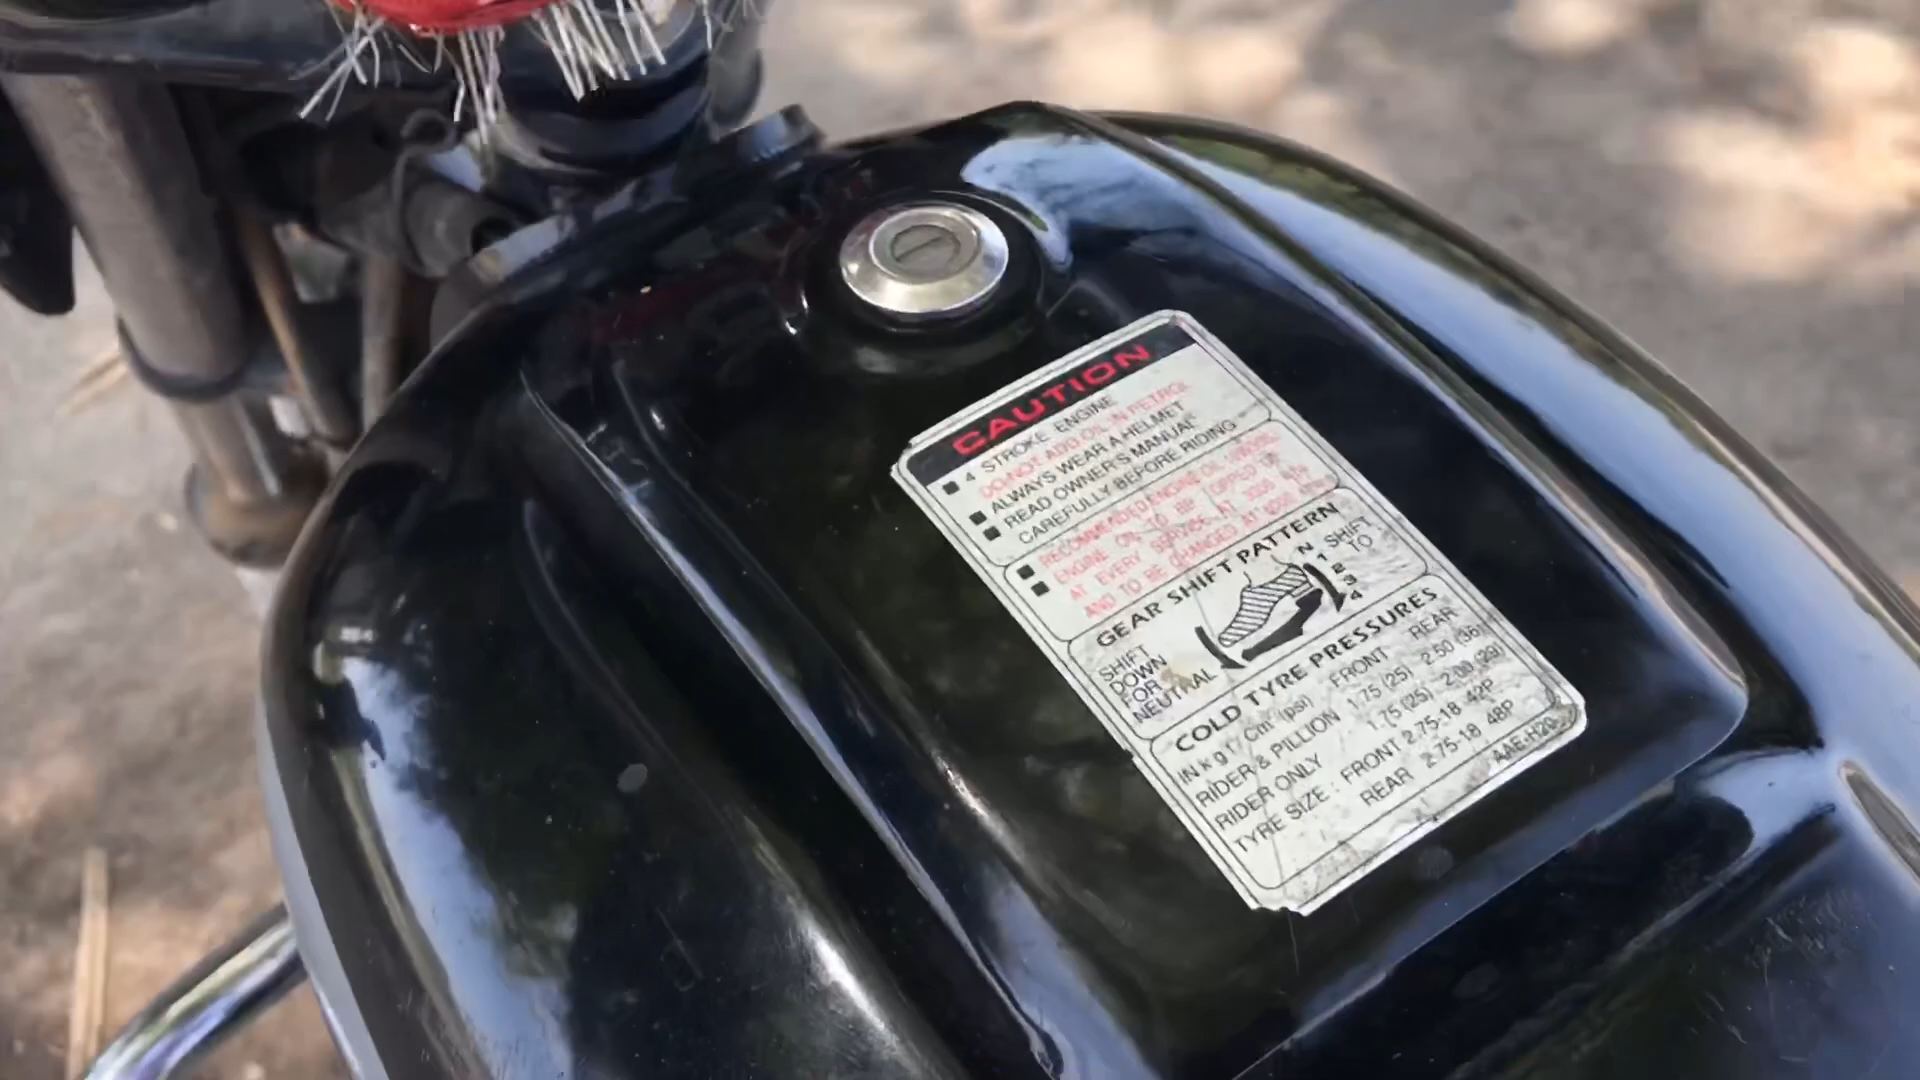 CAUTION
■ 4 STROKE ENGINE
DO NOT ADD OIL IN PETROL
■ ALWAYS WEAR A HELMET
■ READ OWNER'S MANUAL
CAREFULLY BEFORE RIDING
■ RECOMMENDED ENGINE OIL
■ ENGINE OIL TO BE TOPPED UP
AT EVERY SERVICE AT
AND TO BE CHANGED AT
GEAR SHIFT PATTERN
N SHIFT
1 TO
2
3
4
SHIFT
DOWN
FOR
NEUTRAL
COLD TYRE PRESSURES
IN kgf/Cm² (psi) FRONT REAR
RIDER & PILLION 1.75 (25) 2.50 (36)
RIDER ONLY 1.75 (25) 2.00 (29)
TYRE SIZE : FRONT 2.75-18 42P
REAR 2.75-18 48P